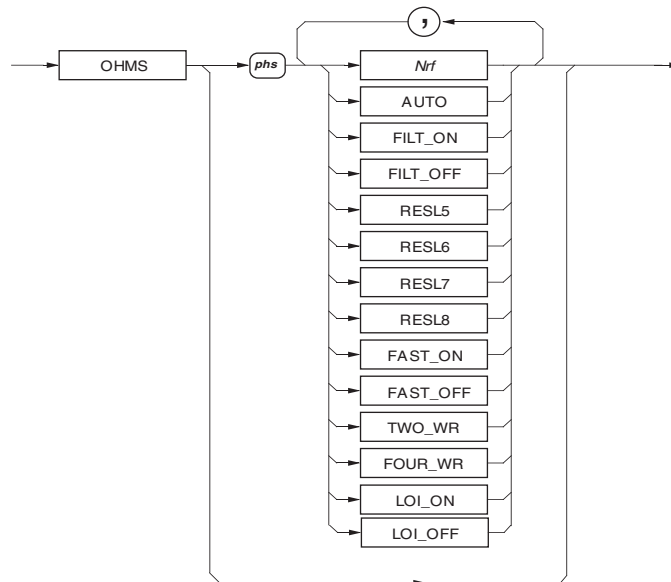 ,
OHMS
phs
Nrf
AUTO
FILT_ON
FILT_OFF
RESL5
RESL6
RESL7
RESL8
FAST_ON
FAST_OFF
TWO_WR
FOUR_WR
LOI_ON
LOI_OFF